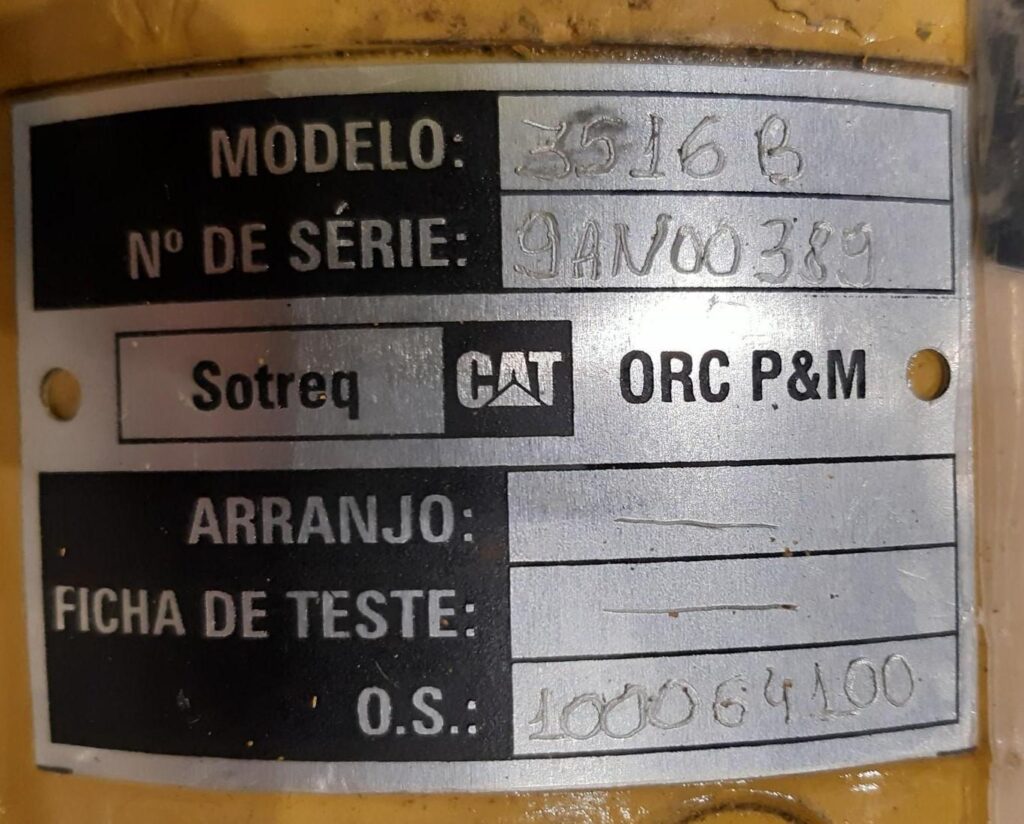 MODELO: 3516 B
Nº DE SÉRIE: 9AN00389
Sotreq CAT ORC P&M
ARRANJO: —
FICHA DE TESTE: —
O.S.: 100064100